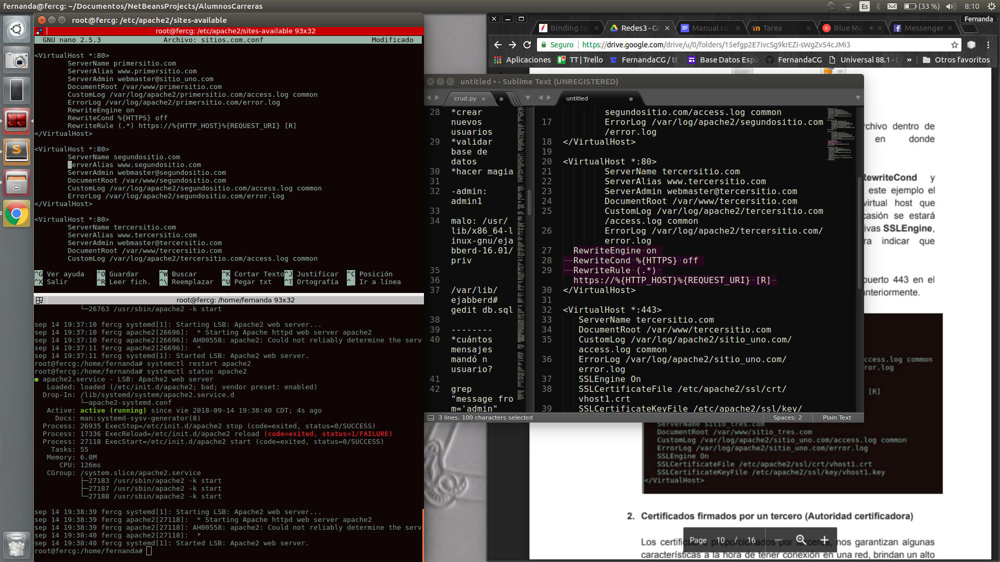 fernanda@fercg: ~/Documentos/NetBeansProjects/AlumnosCarreras
Es
(33 %)
8:10
root@fercg: /etc/apache2/sites-available
root@fercg: /etc/apache2/sites-available 93x32
GNU nano 2.5.3 Archivo: sitios.com.conf Modificado
<VirtualHost *:80>
ServerName primersitio.com
ServerAlias www.primersitio.com
ServerAdmin webmaster@sitio_uno.com
DocumentRoot /var/www/primersitio.com
CustomLog /var/log/apache2/primersitio.com/access.log common
ErrorLog /var/log/apache2/primersitio.com/error.log
RewriteEngine on
RewriteCond %{HTTPS} off
RewriteRule (.*) https://%{HTTP_HOST}%{REQUEST_URI} [R]
</VirtualHost>
<VirtualHost *:80>
ServerName segundositio.com
erverAlias www.segundositio.com
ServerAdmin webmaster@segundositio.com
DocumentRoot /var/www/segundositio.com
CustomLog /var/log/apache2/segundositio.com/access.log common
ErrorLog /var/log/apache2/segundositio.com/error.log
</VirtualHost>
<VirtualHost *:80>
ServerName tercersitio.com
ServerAlias www.tercersitio.com
ServerAdmin webmaster@tercersitio.com
DocumentRoot /var/www/tercersitio.com
CustomLog /var/log/apache2/tercersitio.com/access.log common
^G Ver ayuda ^O Guardar ^W Buscar ^K Cortar Texto ^J Justificar ^C Posición
^X Salir ^R Leer fich. ^\ Reemplazar ^U Pegar txt ^T Ortografía ^_ Ir a línea
root@fercg: /home/fernanda 93x32
└─26763 /usr/sbin/apache2 -k start
sep 14 19:37:10 fercg systemd[1]: Starting LSB: Apache2 web server...
sep 14 19:37:10 fercg apache2[26696]:  * Starting Apache httpd web server apache2
sep 14 19:37:10 fercg apache2[26696]: AH00558: apache2: Could not reliably determine the serv
sep 14 19:37:11 fercg apache2[26696]:  *
sep 14 19:37:11 fercg systemd[1]: Started LSB: Apache2 web server.
root@fercg:/home/fernanda# systemctl restart apache2
root@fercg:/home/fernanda# systemctl status apache2
● apache2.service - LSB: Apache2 web server
Loaded: loaded (/etc/init.d/apache2; bad; vendor preset: enabled)
Drop-In: /lib/systemd/system/apache2.service.d
└─apache2-systemd.conf
Active: active (running) since vie 2018-09-14 19:38:40 CDT; 4s ago
Docs: man:systemd-sysv-generator(8)
Process: 26935 ExecStop=/etc/init.d/apache2 stop (code=exited, status=0/SUCCESS)
Process: 17336 ExecReload=/etc/init.d/apache2 reload (code=exited, status=1/FAILURE)
Process: 27118 ExecStart=/etc/init.d/apache2 start (code=exited, status=0/SUCCESS)
Tasks: 55
Memory: 6.0M
CPU: 126ms
CGroup: /system.slice/apache2.service
├─27183 /usr/sbin/apache2 -k start
├─27187 /usr/sbin/apache2 -k start
└─27188 /usr/sbin/apache2 -k start
sep 14 19:38:39 fercg systemd[1]: Starting LSB: Apache2 web server...
sep 14 19:38:39 fercg apache2[27118]:  * Starting Apache httpd web server apache2
sep 14 19:38:39 fercg apache2[27118]: AH00558: apache2: Could not reliably determine the serv
sep 14 19:38:40 fercg apache2[27118]:  *
sep 14 19:38:40 fercg systemd[1]: Started LSB: Apache2 web server.
root@fercg:/home/fernanda#
untitled • - Sublime Text (UNREGISTERED)
crud.py
untitled
28 *crear
nuevos
usuarios
29 *validar
base de
datos
30 *hacer magia
31
32 -admin:
admin1
33
34 malo: /usr/
lib/x86_64-l
inux-gnu/eja
bberd-16.01/
priv
35
36
37 /var/lib/
ejabberd#
gedit db.sql
38
39 --------
40 *cuántos
mensajes
mandó n
usuario?
41
42 grep
"message fro
m='admin"
segundositio.com/access.log common
17 ErrorLog /var/log/apache2/segundositio.com
/error.log
18 </VirtualHost>
19
20 <VirtualHost *:80>
21 ServerName tercersitio.com
22 ServerAlias www.tercersitio.com
23 ServerAdmin webmaster@tercersitio.com
24 DocumentRoot /var/www/tercersitio.com
25 CustomLog /var/log/apache2/tercersitio.com
/access.log common
26 ErrorLog /var/log/apache2/tercersitio.com/
error.log
27 RewriteEngine on
28 RewriteCond %{HTTPS} off
29 RewriteRule (.*)
https://%{HTTP_HOST}%{REQUEST_URI} [R]
30 </VirtualHost>
31
32 <VirtualHost *:443>
33 ServerName tercersitio.com
34 DocumentRoot /var/www/tercersitio.com
35 CustomLog /var/log/apache2/sitio_uno.com/
access.log common
36 ErrorLog /var/log/apache2/sitio_uno.com/
error.log
37 SSLEngine On
38 SSLCertificateFile /etc/apache2/ssl/crt/
vhost1.crt
39 SSLCertificateKeyFile /etc/apache2/ssl/key/
3 lines, 100 characters selected
Spaces: 2
Plain Text
Fernanda
Binding to
Redes3 - Go
Manual con
Tarea
Blue Mo
Messenger
Seguro
https://drive.google.com/drive/u/0/folders/15efgp2E7ivcSg9krEZi-sWgZv54cJMi3
Aplicaciones
TT | Trello
FernandaCG / tt
Base Datos Espa
FernandaCG
Universal 88.1 - L
»
Otros favoritos
rchivo dentro de
en donde
RewriteCond y
este ejemplo el
virtual host que
casión se estará
ivas SSLEngine,
ra indicar que
puerto 443 en el
anteriormente.
ccess.log common
ror.log
[R]
ServerName sitio_tres.com
DocumentRoot /var/www/sitio_tres.com
CustomLog /var/log/apache2/sitio_uno.com/access.log common
ErrorLog /var/log/apache2/sitio_uno.com/error.log
SSLEngine On
SSLCertificateFile /etc/apache2/ssl/crt/vhost1.crt
SSLCertificateKeyFile /etc/apache2/ssl/key/vhost1.key
</VirtualHost>
2. Certificados firmados por un tercero (Autoridad certificadora)
Los certificados proporcionados por terceros, nos garantizan algunas
características a la hora de tener conexión en una red, brindan un alto
Page 10 / 16